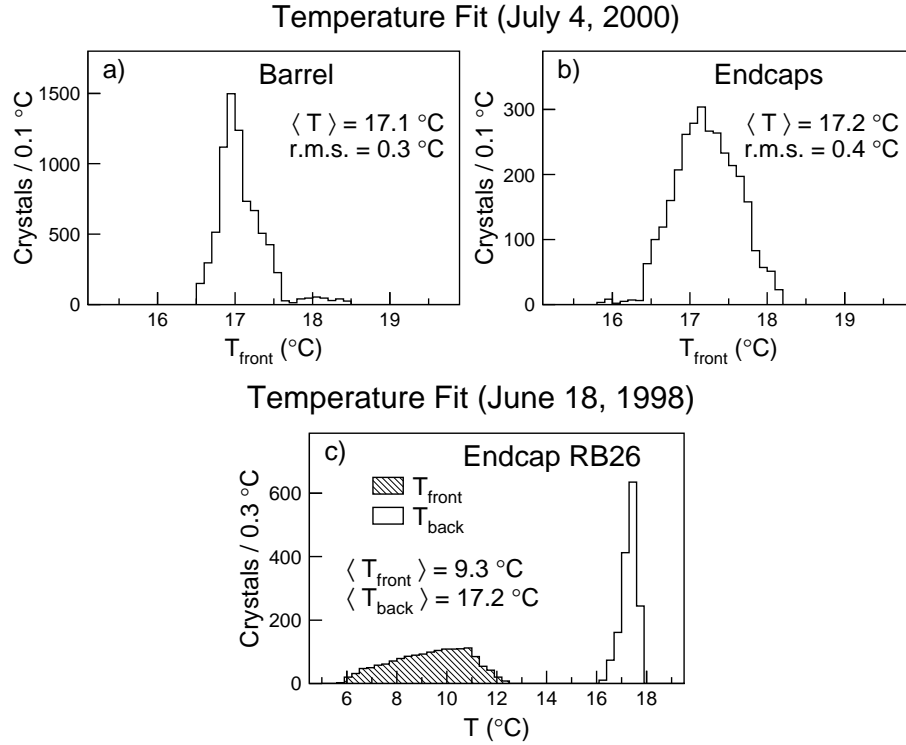 Temperature Fit (July 4, 2000)
a) Barrel
⟨ T ⟩ = 17.1 °C
r.m.s. = 0.3 °C
Crystals / 0.1 °C
1500
1000
500
0
16 17 18 19
T_front (°C)
b) Endcaps
⟨ T ⟩ = 17.2 °C
r.m.s. = 0.4 °C
Crystals / 0.1 °C
300
200
100
0
16 17 18 19
T_front (°C)
Temperature Fit (June 18, 1998)
c) Endcap RB26
T_front
T_back
⟨ T_front ⟩ = 9.3 °C
⟨ T_back ⟩ = 17.2 °C
Crystals / 0.3 °C
600
400
200
0
6 8 10 12 14 16 18
T (°C)